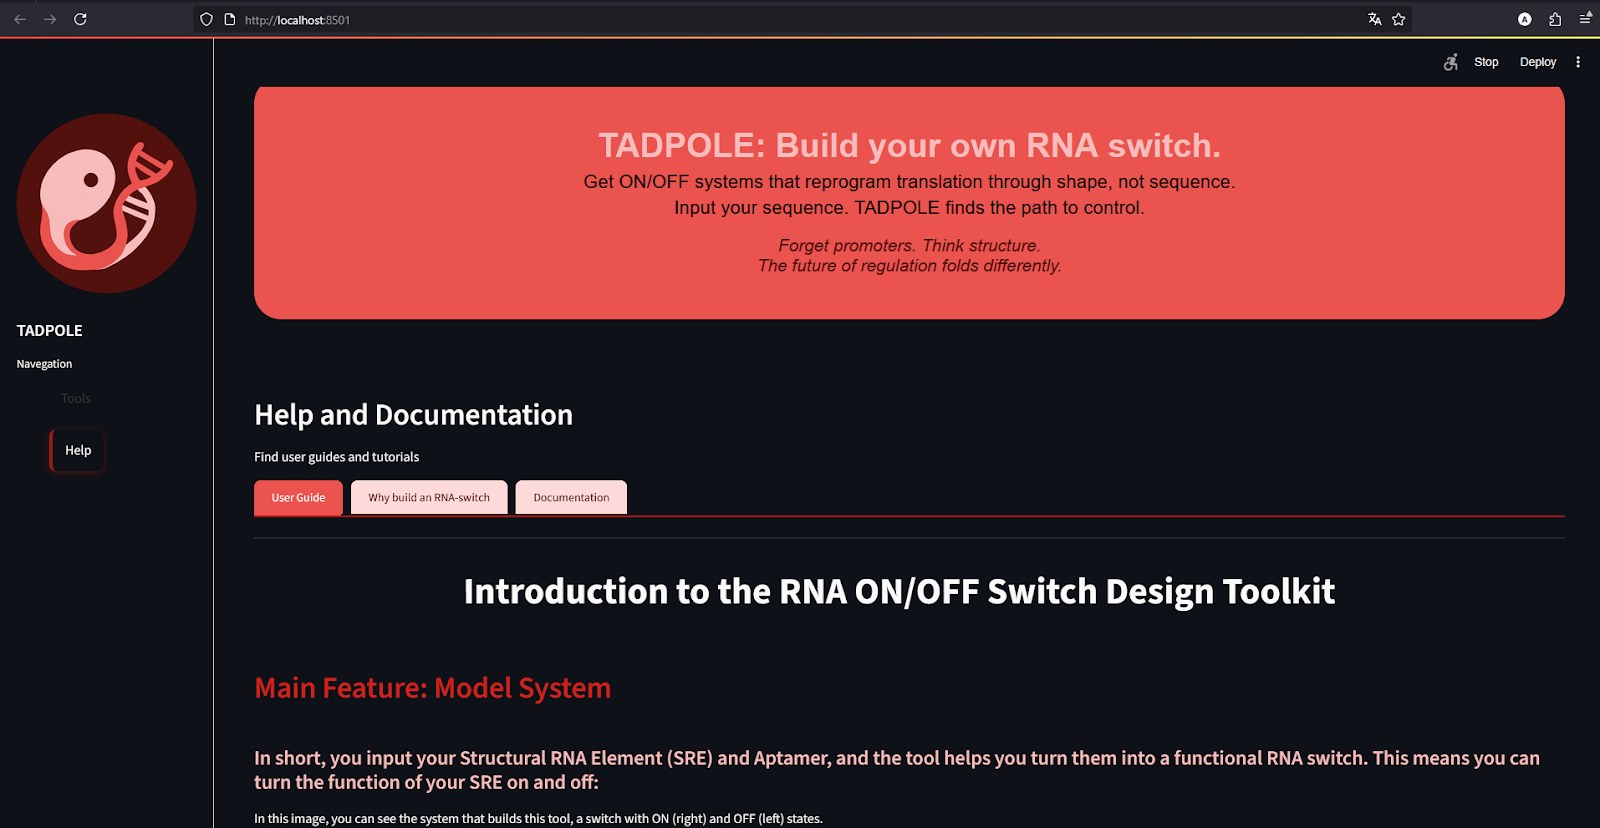 http://localhost:8501
A
Stop
Deploy
TADPOLE: Build your own RNA switch.
Get ON/OFF systems that reprogram translation through shape, not sequence.
Input your sequence. TADPOLE finds the path to control.
Forget promoters. Think structure.
The future of regulation folds differently.
TADPOLE
Navegation
Tools
Help
Help and Documentation
Find user guides and tutorials
User Guide
Why build an RNA-switch
Documentation
Introduction to the RNA ON/OFF Switch Design Toolkit
Main Feature: Model System
In short, you input your Structural RNA Element (SRE) and Aptamer, and the tool helps you turn them into a functional RNA switch. This means you can
turn the function of your SRE on and off:
In this image, you can see the system that builds this tool, a switch with ON (right) and OFF (left) states.